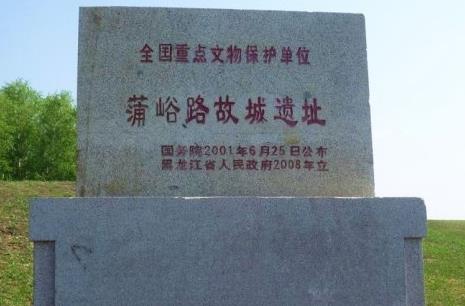 全国重点文物保护单位
蒲峪路故城遗址
国务院2001年6月25日公布
黑龙江省人民政府2008年立